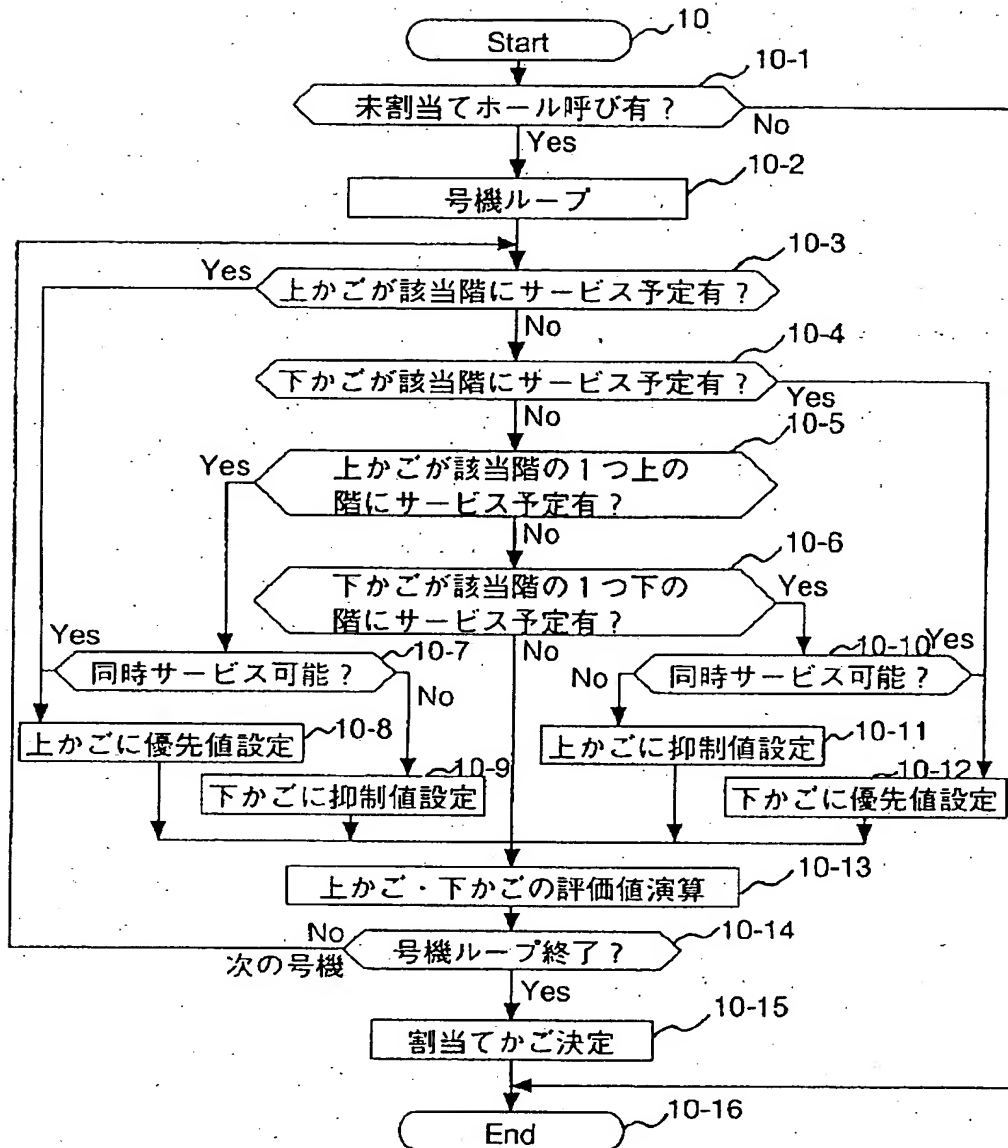 10
Start
10-1
未割当てホール呼び有？
No
Yes
10-2
号機ループ
10-3
Yes
上かごが該当階にサービス予定有？
No
10-4
下かごが該当階にサービス予定有？
Yes
No
10-5
Yes
上かごが該当階の１つ上の
階にサービス予定有？
No
10-6
下かごが該当階の１つ下の
階にサービス予定有？
Yes
No
Yes
10-7
同時サービス可能？
No
10-10
Yes
No
同時サービス可能？
10-8
上かごに優先値設定
10-9
下かごに抑制値設定
10-11
上かごに抑制値設定
10-12
下かごに優先値設定
10-13
上かご・下かごの評価値演算
No
10-14
次の号機
号機ループ終了？
Yes
10-15
割当てかご決定
10-16
End